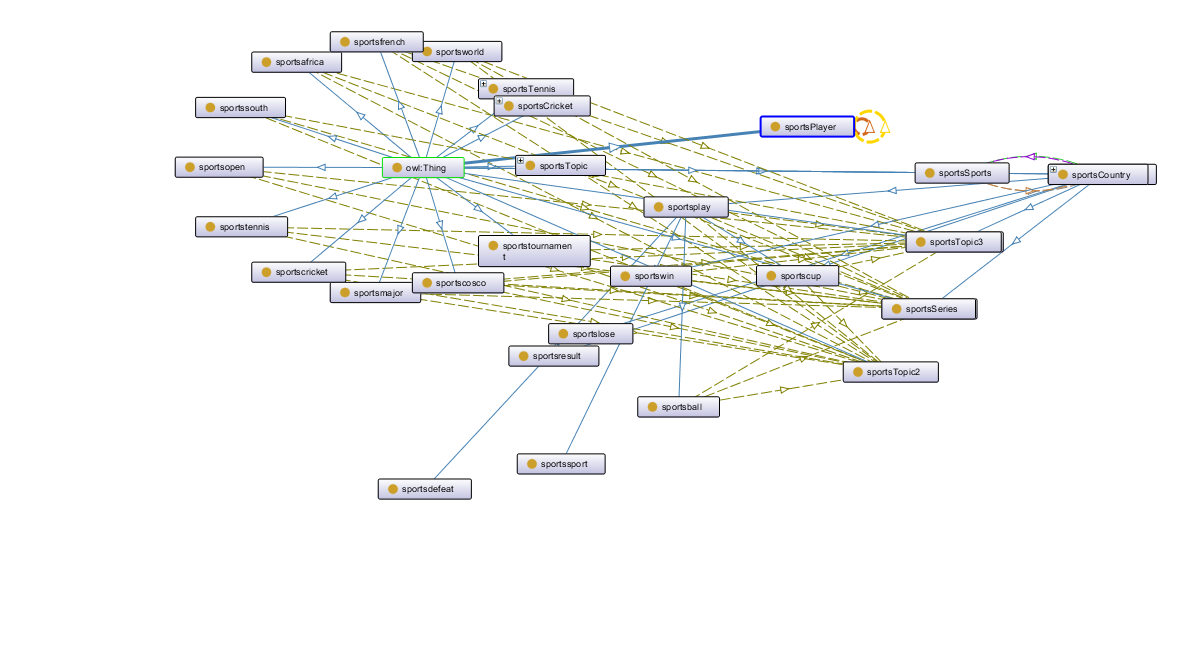 sportsfrench
sportsworld
sportsafrica
sportsTennis
sportsCricket
sportssouth
sportsPlayer
sportsopen
owl:Thing
sportsTopic
sportsSports
sportsCountry
sportsplay
sportstennis
sportstournamen
t
sportsTopic3
sportscricket
sportswin
sportscup
sportsmajor
sportscosco
sportsSeries
sportslose
sportsresult
sportsTopic2
sportsball
sportssport
sportsdefeat